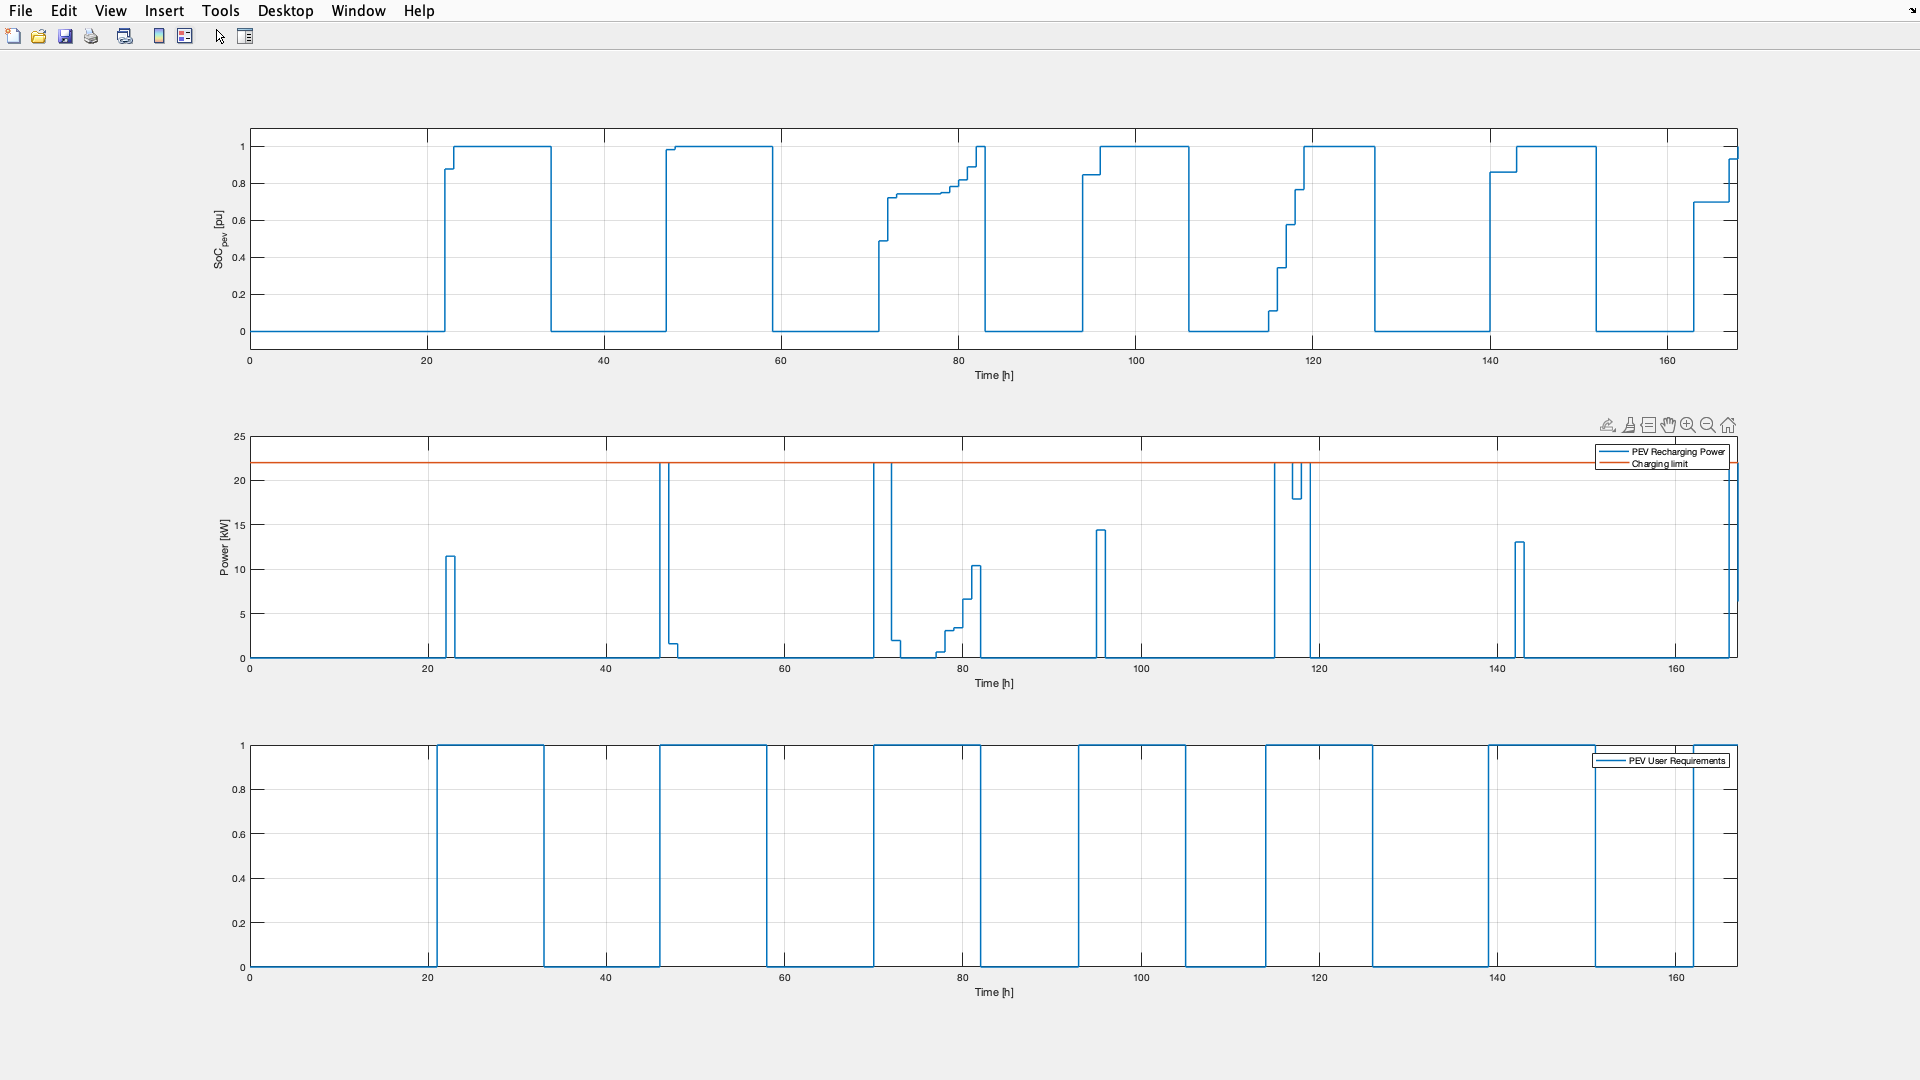 File Edit View Insert Tools Desktop Window Help
1
0.8
0.6
0.4
0.2
0
SoC pev [pu]
0 20 40 60 80 100 120 140 160
Time [h]
25
20
15
10
5
0
Power [kW]
PEV Recharging Power
Charging limit
0 20 40 60 80 100 120 140 160
Time [h]
1
0.8
0.6
0.4
0.2
0
PEV User Requirements
0 20 40 60 80 100 120 140 160
Time [h]